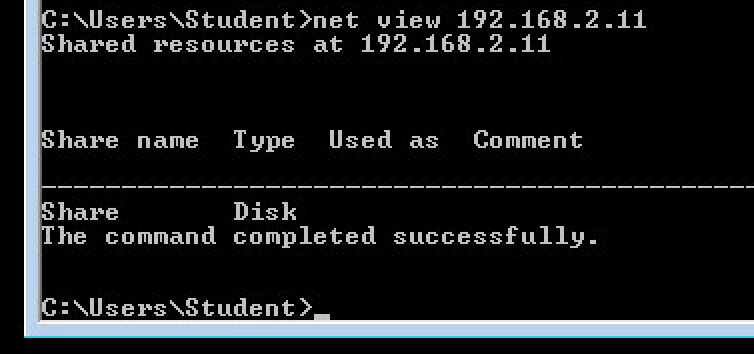 C:\Users\Student>net view 192.168.2.11
Shared resources at 192.168.2.11
Share name  Type  Used as  Comment
-------------------------------------------------------------------------------
Share       Disk
The command completed successfully.
C:\Users\Student>_